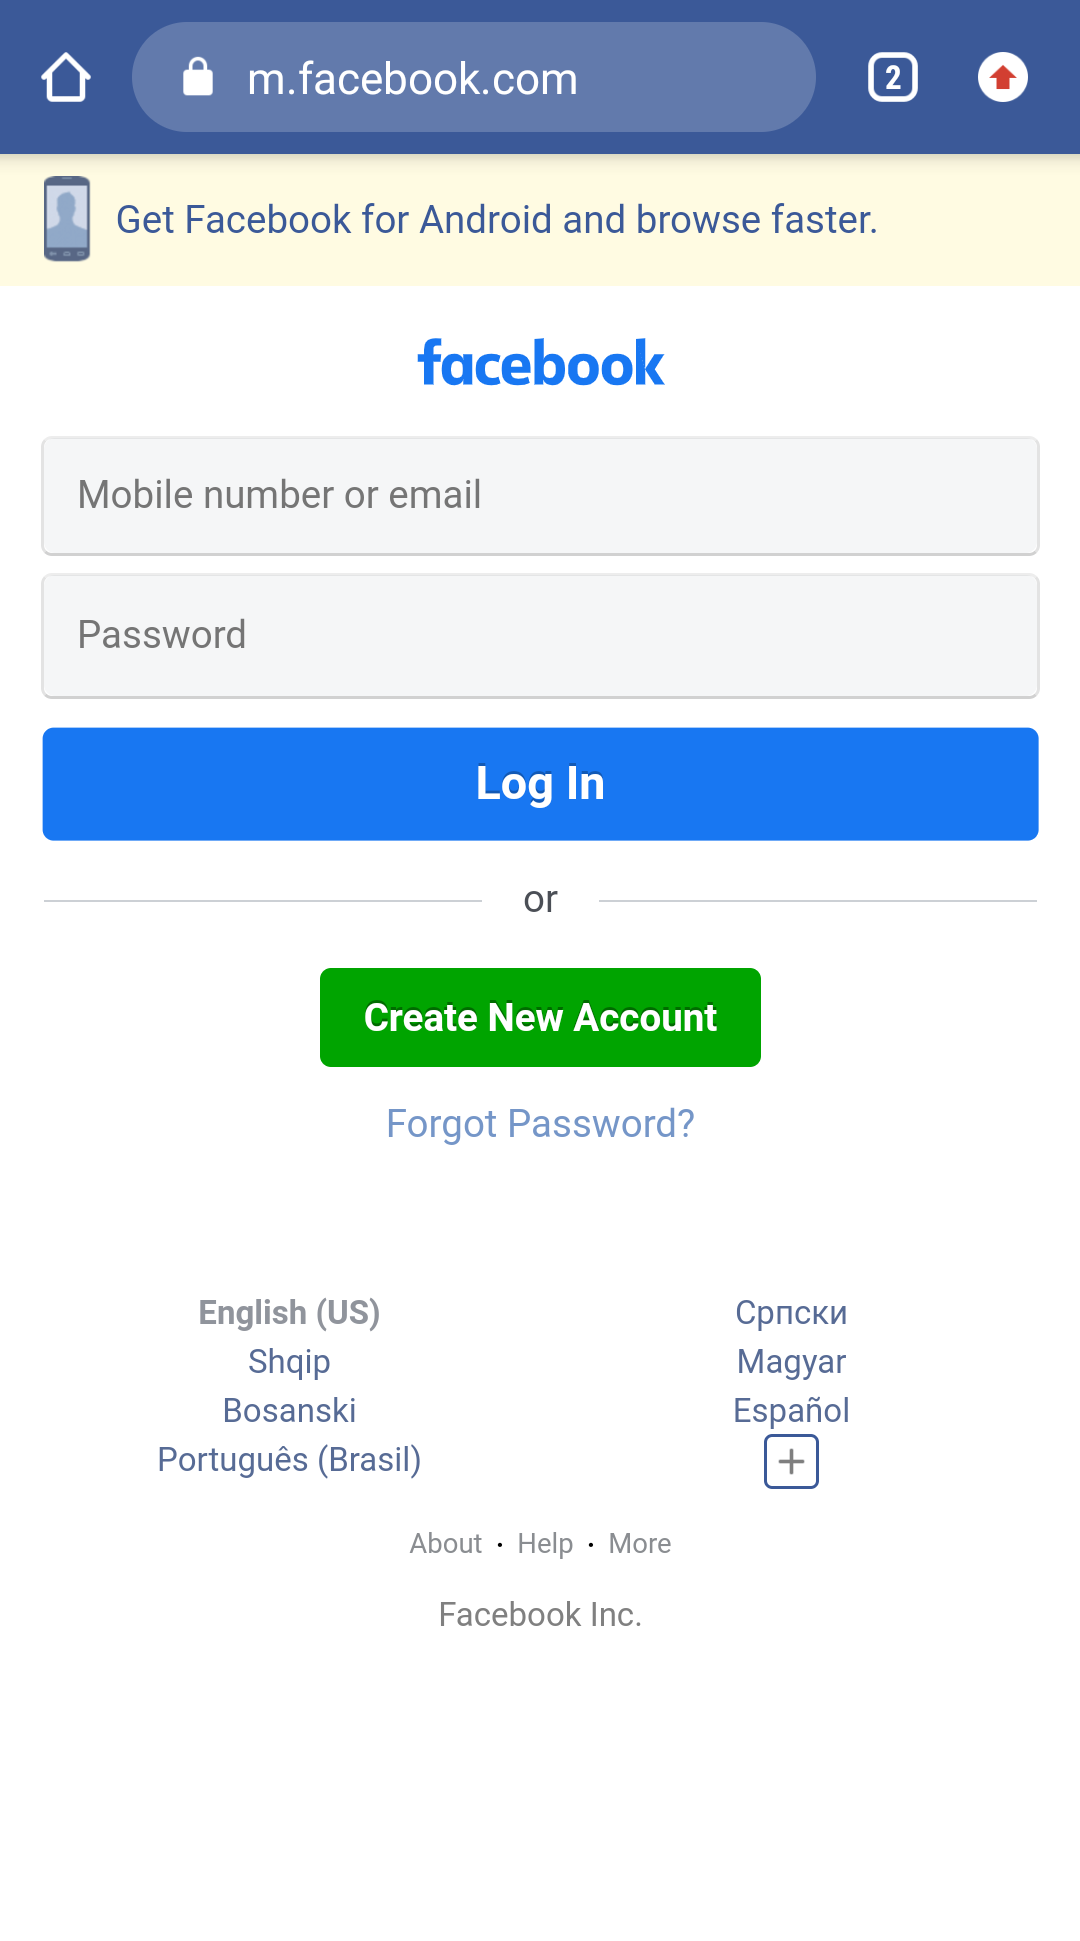 m.facebook.com
2
Get Facebook for Android and browse faster.
facebook
Mobile number or email
Password
Log In
or
Create New Account
Forgot Password?
English (US) Српски
Shqip Magyar
Bosanski Español
Português (Brasil) +
About · Help · More
Facebook Inc.